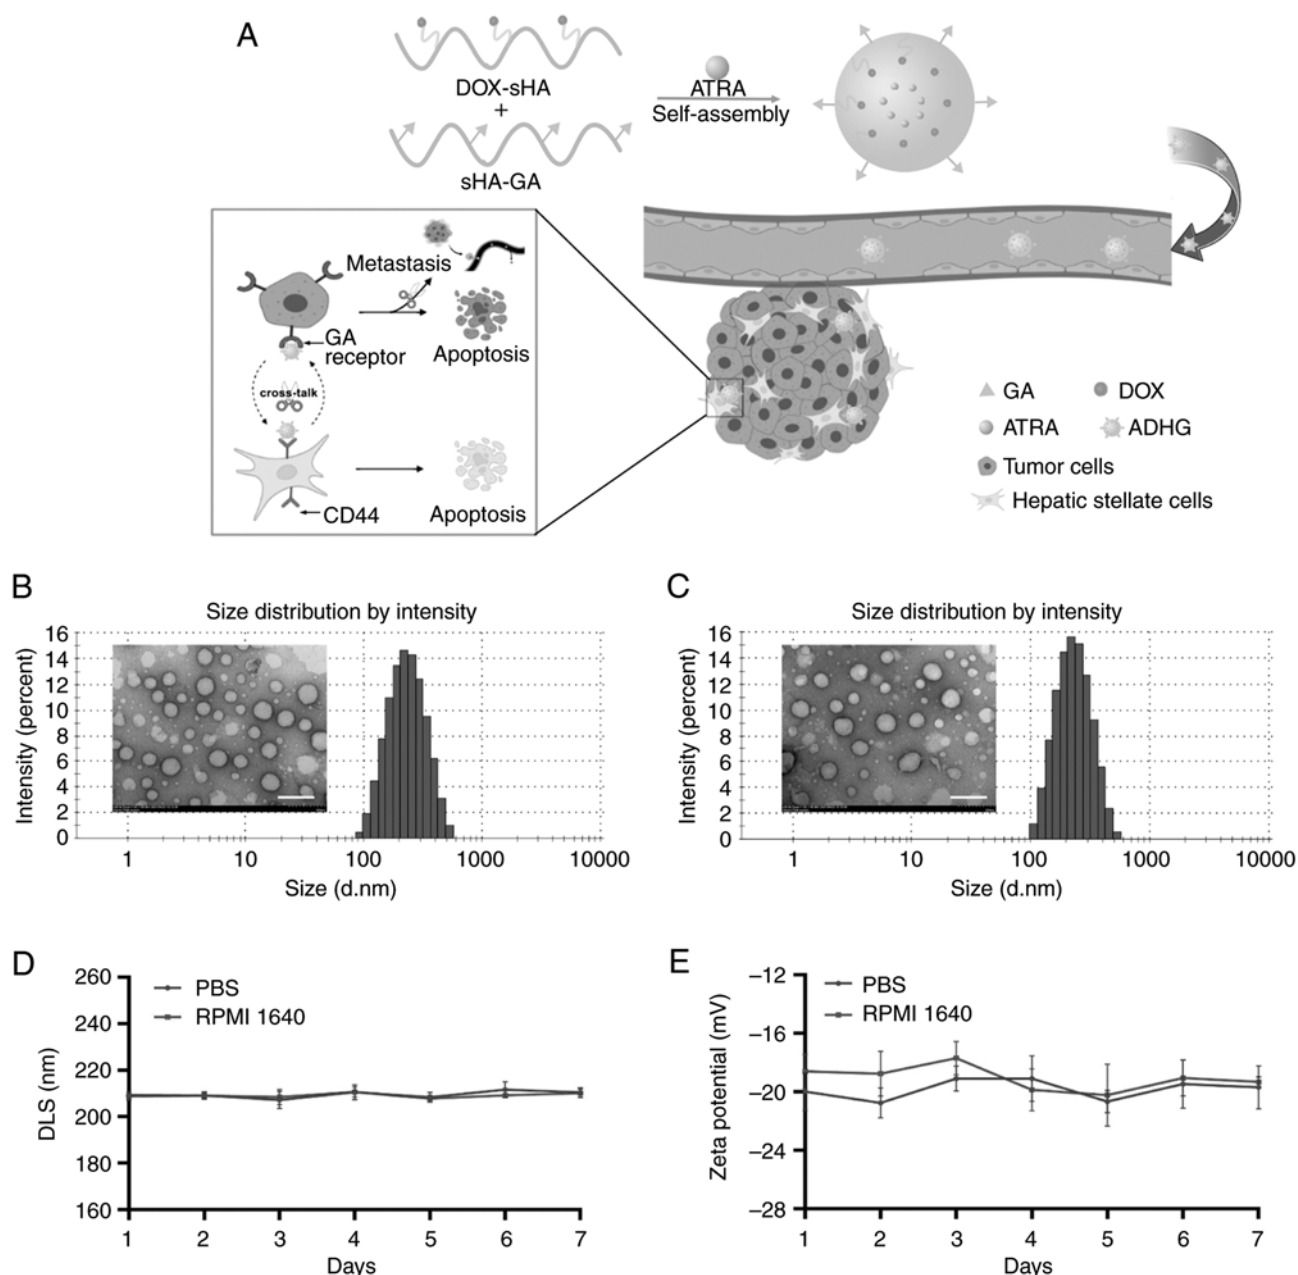 A
DOX-sHA
+
sHA-GA
ATRA
Self-assembly
Metastasis
GA
receptor
Apoptosis
cross-talk
CD44
Apoptosis
GA
DOX
ATRA
ADHG
Tumor cells
Hepatic stellate cells
B
Size distribution by intensity
Intensity (percent)
16
14
12
10
8
6
4
2
0
1
10
100
1000
10000
Size (d.nm)
C
Size distribution by intensity
Intensity (percent)
16
14
12
10
8
6
4
2
0
1
10
100
1000
10000
Size (d.nm)
D
PBS
RPMI 1640
DLS (nm)
260
240
220
200
180
160
1
2
3
4
5
6
7
Days
E
PBS
RPMI 1640
Zeta potential (mV)
−12
−16
−20
−24
−28
1
2
3
4
5
6
7
Days